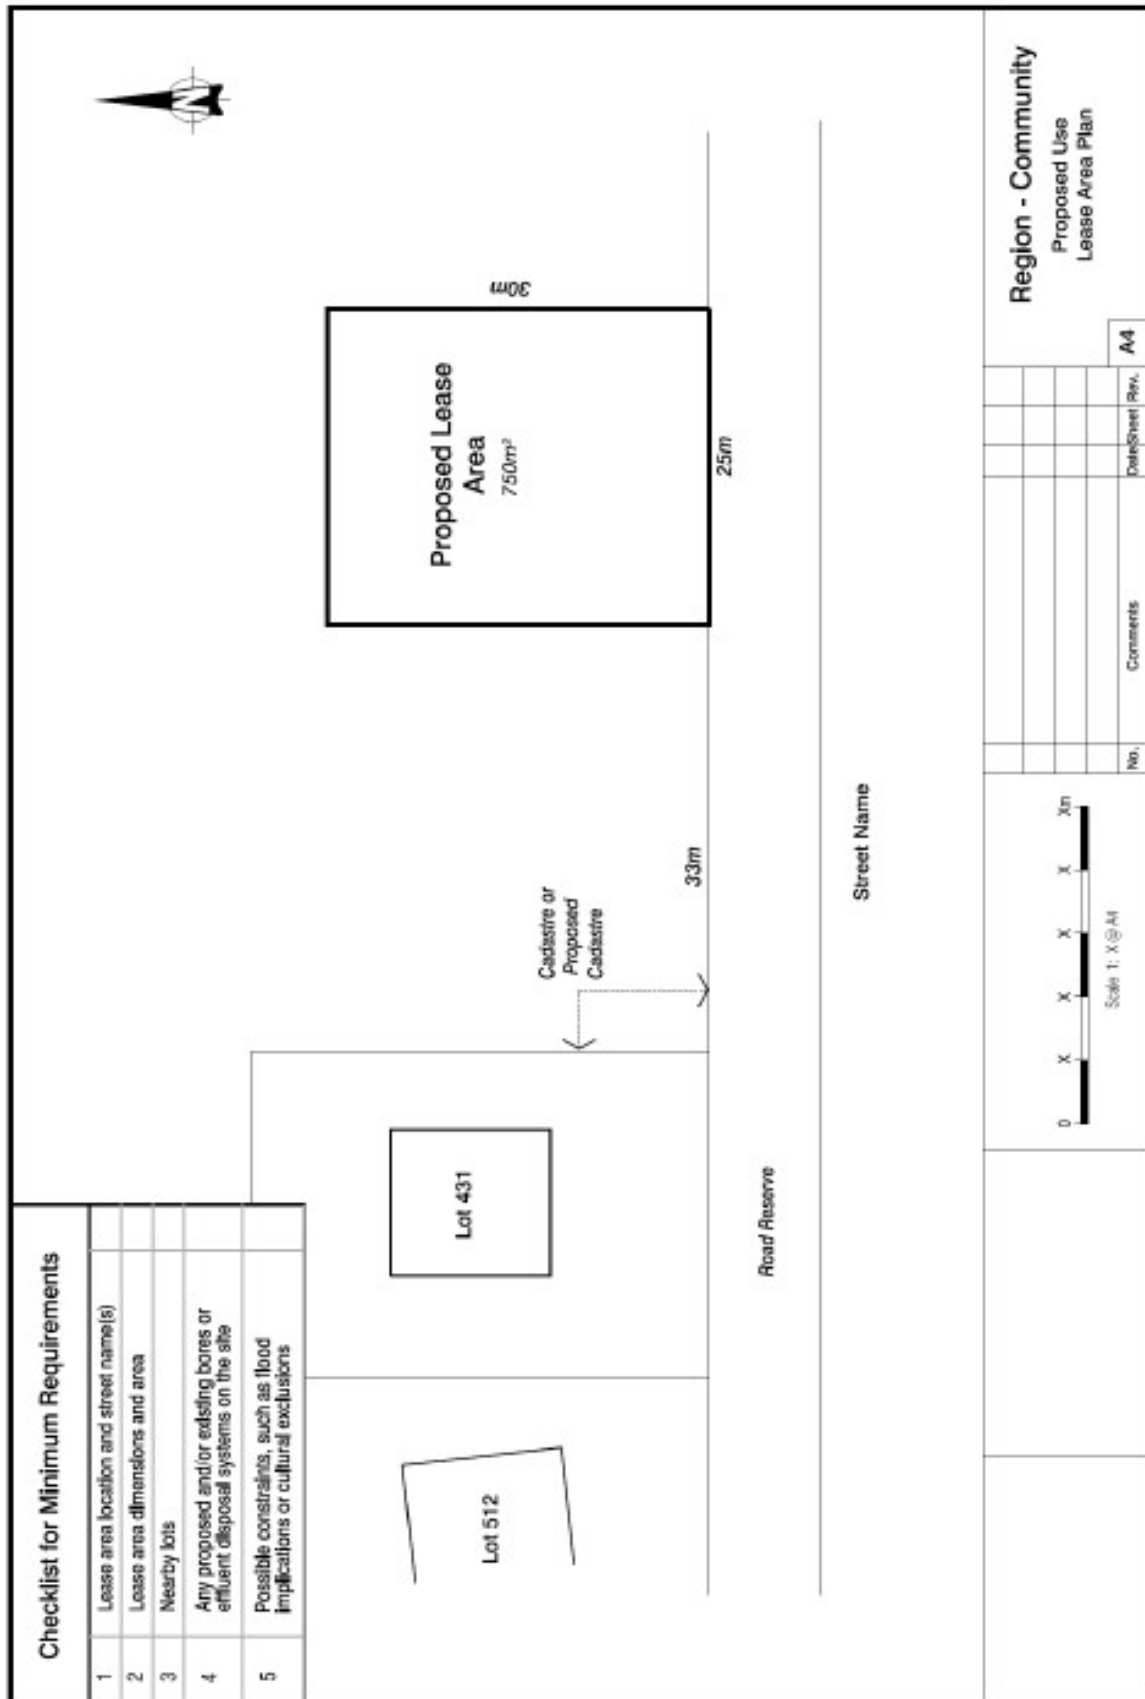 Checklist for Minimum Requirements
1 Lease area location and street name(s)
2 Lease area dimensions and area
3 Nearby lots
4 Any proposed and/or existing bores or
effluent disposal systems on the site
5 Possible constraints, such as flood
implications or cultural exclusions
N
Lot 512
Lot 431
Cadastre or
Proposed
Cadastre
Proposed Lease
Area
750m²
30m
25m
33m
Road Reserve
Street Name
0 X X X X Xm
Scale 1: X @ A4
No. Comments Date Sheet Rev.
A4
Region - Community
Proposed Use
Lease Area Plan